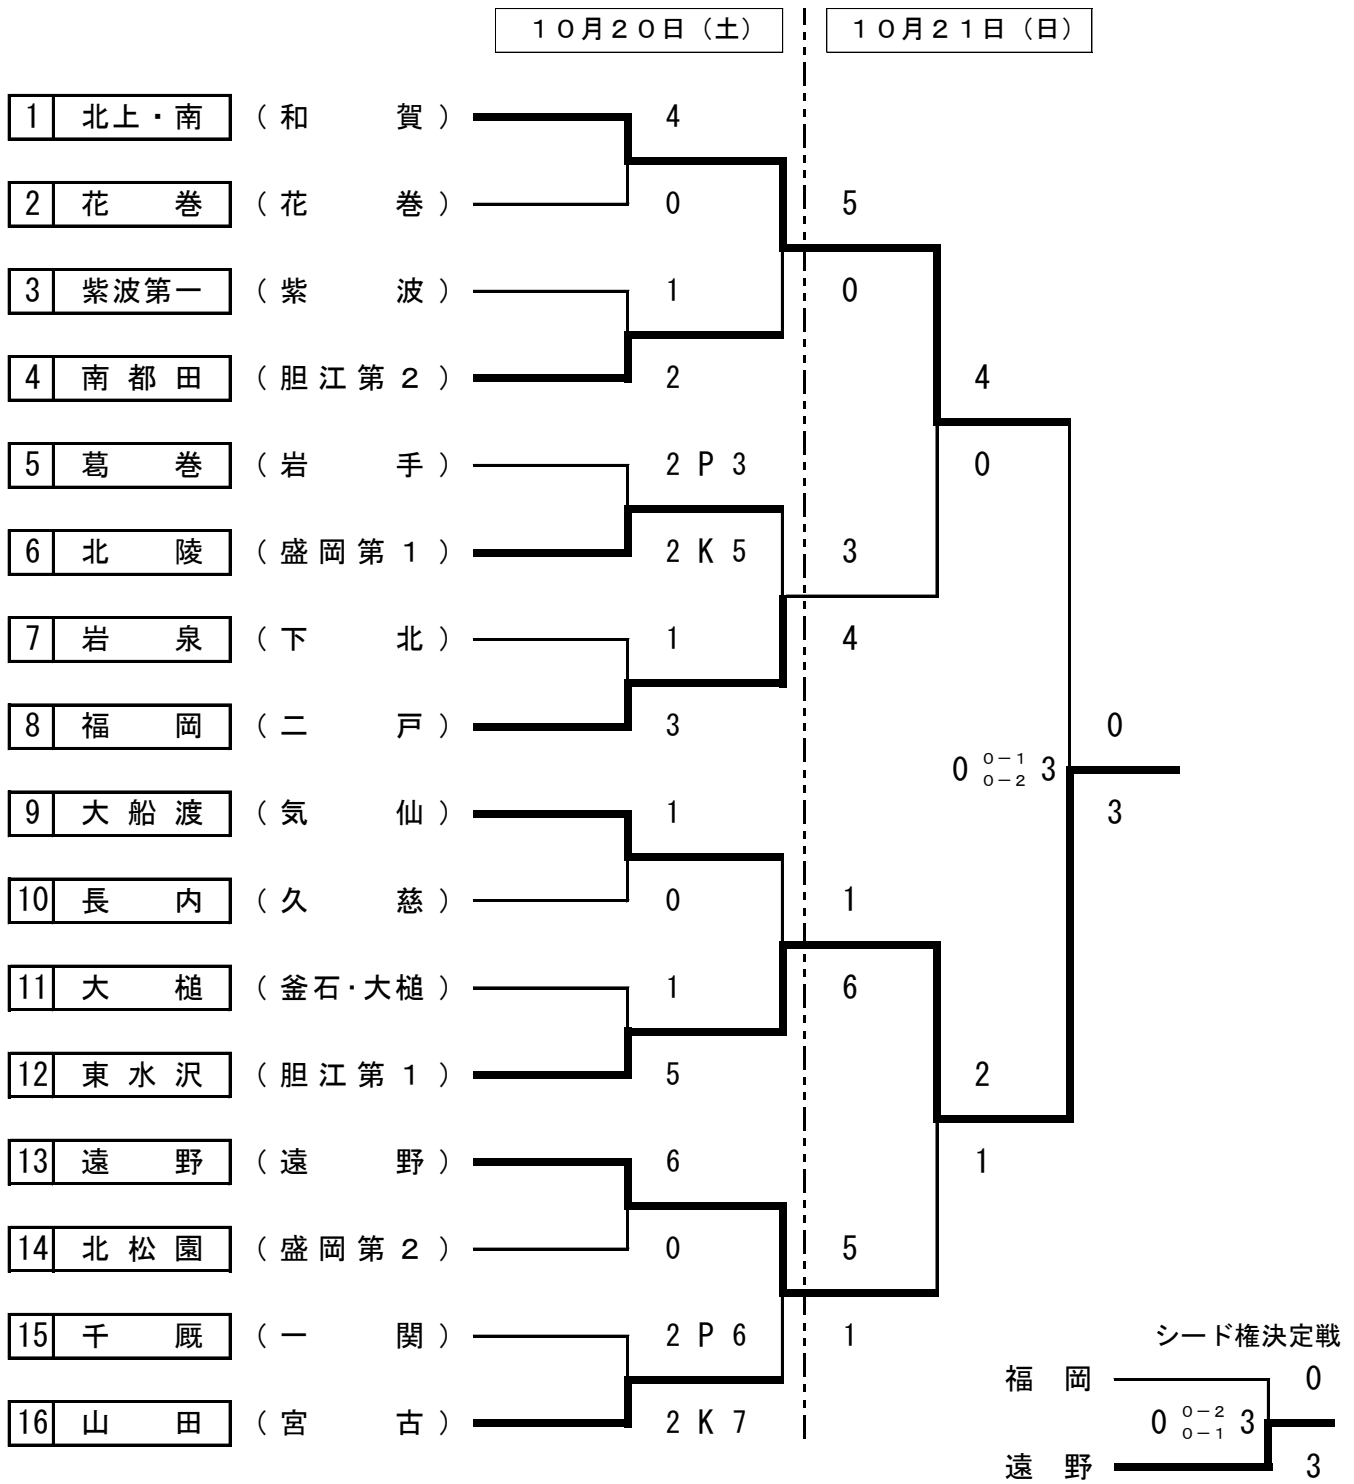 10月20日（土） 10月21日（日）
1 北上・南 （和賀） 4
2 花巻 （花巻） 0 5
3 紫波第一 （紫波） 1 0
4 南都田 （胆江第２） 2 4
5 葛巻 （岩手） 2 P 3 0
6 北陵 （盛岡第１） 2 K 5 3
7 岩泉 （下北） 1 4
8 福岡 （二戸） 3 0
0 0－1 3
0－2
9 大船渡 （気仙） 1 3
10 長内 （久慈） 0 1
11 大槌 （釜石・大槌） 1 6
12 東水沢 （胆江第１） 5 2
13 遠野 （遠野） 6 1
14 北松園 （盛岡第２） 0 5
15 千厩 （一関） 2 P 6 1
シード権決定戦
福岡 0
16 山田 （宮古） 2 K 7
0 0－2 3
0－1
遠野 3